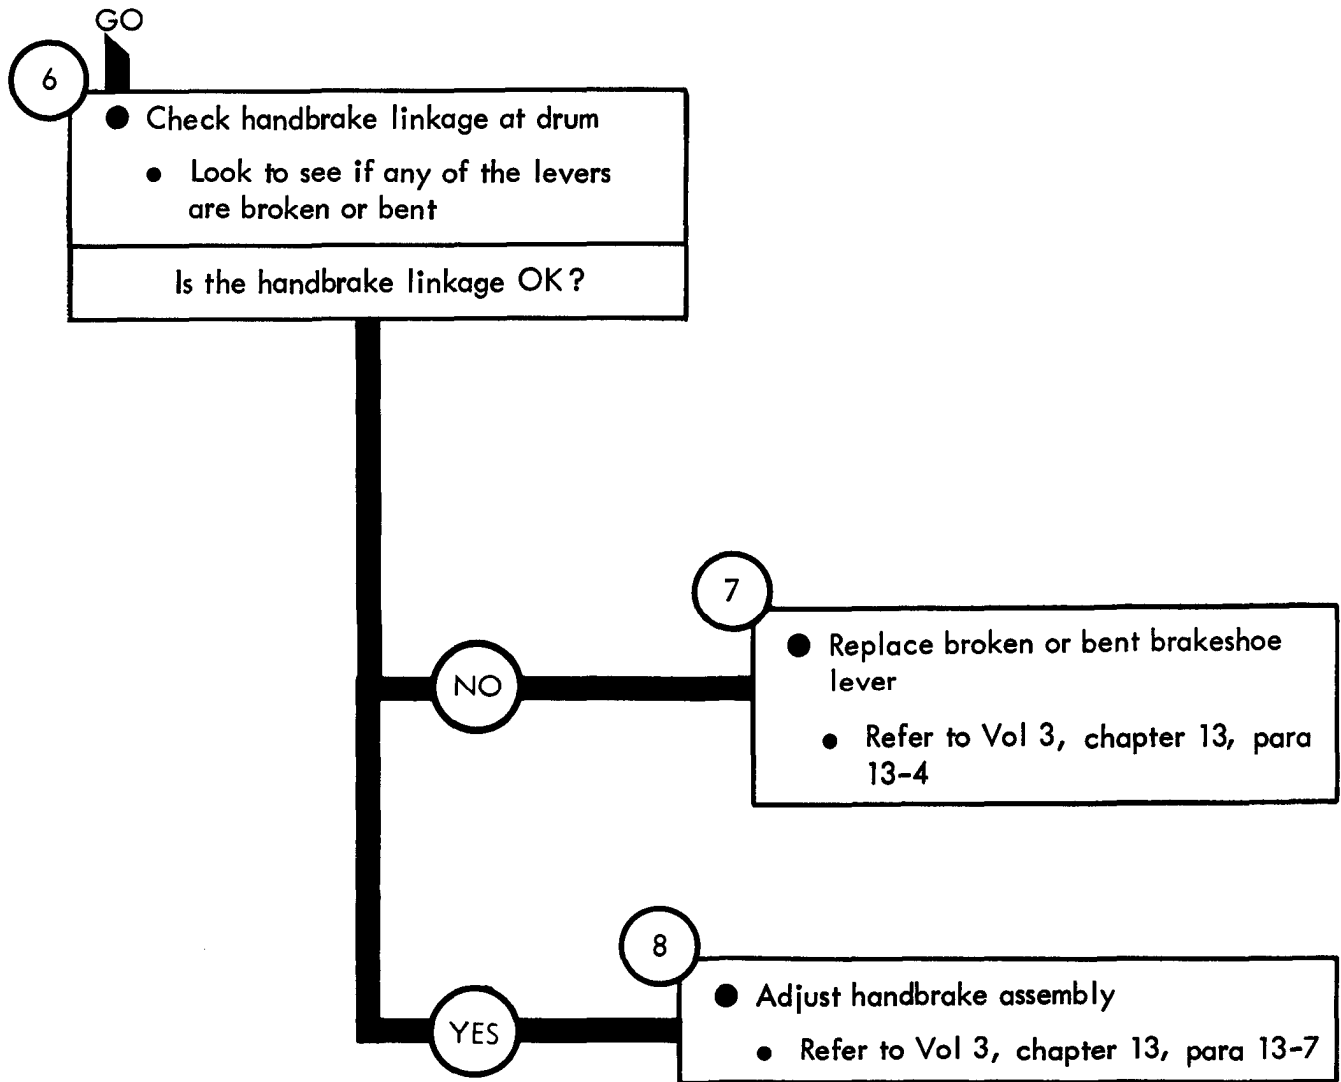 GO
6
● Check handbrake linkage at drum
● Look to see if any of the levers
are broken or bent
Is the handbrake linkage OK?
7
● Replace broken or bent brakeshoe
lever
● Refer to Vol 3, chapter 13, para
13-4
NO
8
● Adjust handbrake assembly
● Refer to Vol 3, chapter 13, para 13-7
YES